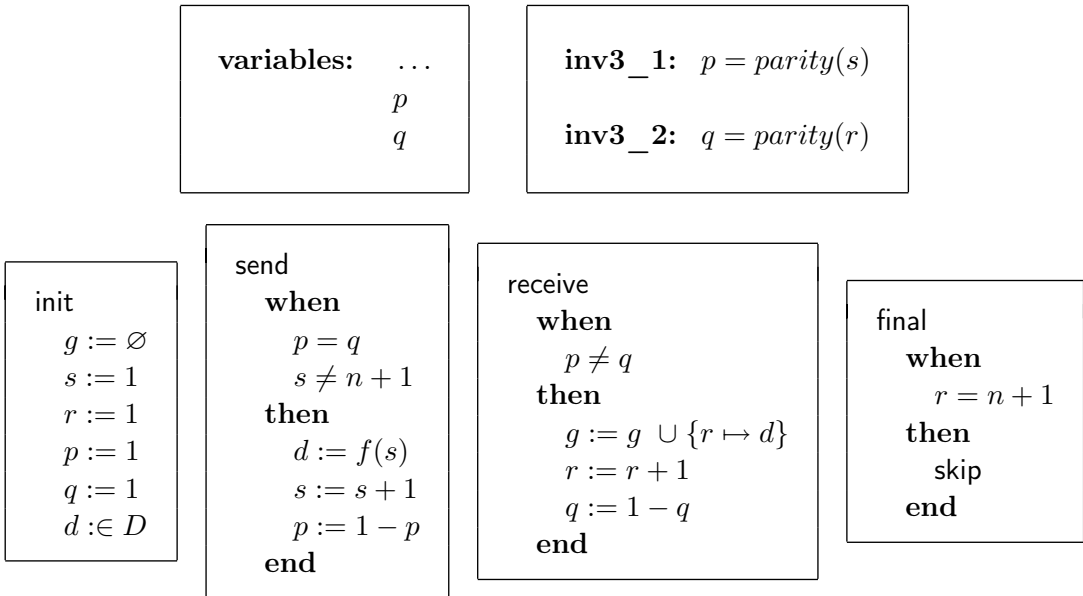 variables: …
p
q
inv3_1: p = parity(s)
inv3_2: q = parity(r)
init
g := ∅
s := 1
r := 1
p := 1
q := 1
d :∈ D
send
when
p = q
s ≠ n + 1
then
d := f(s)
s := s + 1
p := 1 − p
end
receive
when
p ≠ q
then
g := g ∪ {r ↦ d}
r := r + 1
q := 1 − q
end
final
when
r = n + 1
then
skip
end